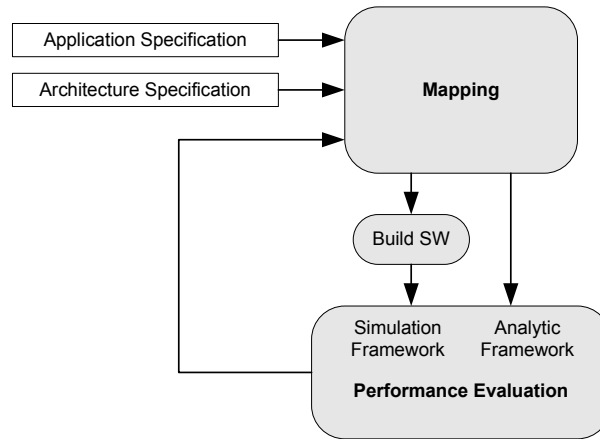 Application Specification
Architecture Specification
Mapping
Build SW
Simulation Framework
Analytic Framework
Performance Evaluation